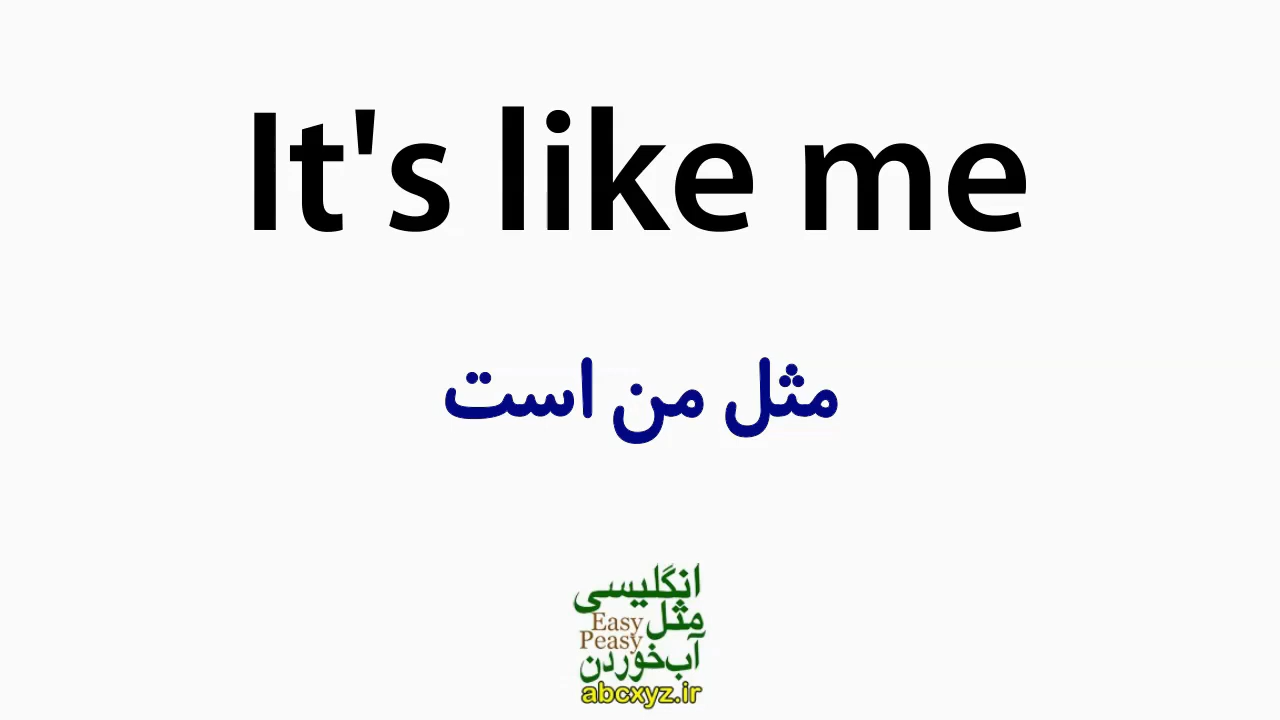 It's like me
مثل من است
انگلیسی
مثل Easy
Peasy
آب‌خوردن
abcxyz.ir